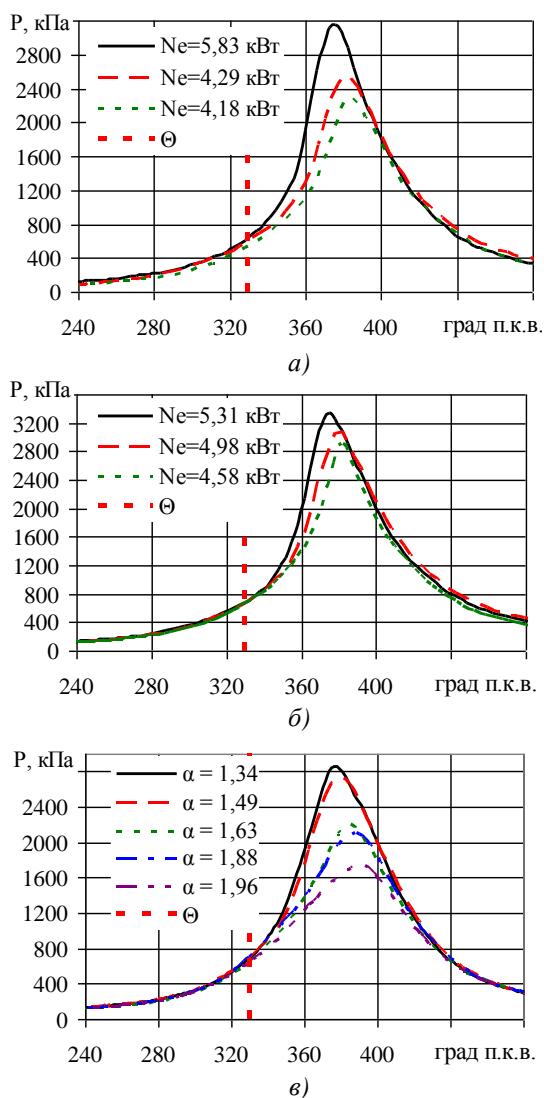 P, кПа
2800
2400
2000
1600
1200
800
400
0
Ne=5,83 кВт
Ne=4,29 кВт
Ne=4,18 кВт
Θ
240 280 320 360 400 град п.к.в.
а)
P, кПа
3200
2800
2400
2000
1600
1200
800
400
0
Ne=5,31 кВт
Ne=4,98 кВт
Ne=4,58 кВт
Θ
240 280 320 360 400 град п.к.в.
б)
P, кПа
2400
2000
1600
1200
800
400
0
α = 1,34
α = 1,49
α = 1,63
α = 1,88
α = 1,96
Θ
240 280 320 360 400 град п.к.в.
в)